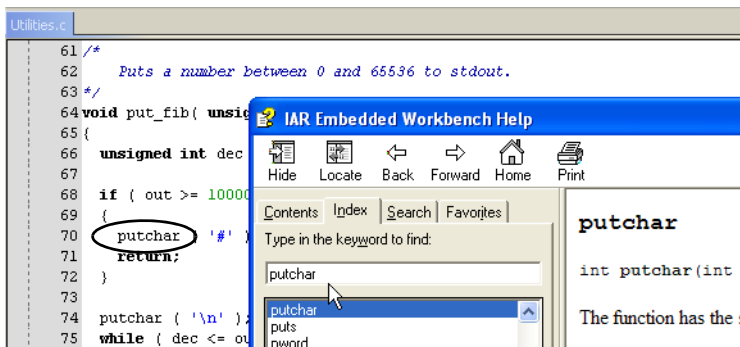 Utilities.c
61 /*
62 Puts a number between 0 and 65536 to stdout.
63 */
64 void put_fib( unsig
65 {
66 unsigned int dec
67
68 if ( out >= 10000
69 {
70 putchar ( '#' )
71 return;
72 }
73
74 putchar ( '\n' );
75 while ( dec <= ou
IAR Embedded Workbench Help
Hide Locate Back Forward Home Print
Contents Index Search Favorites
Type in the keyword to find:
putchar
putchar
puts
pword
putchar
int putchar(int
The function has the s